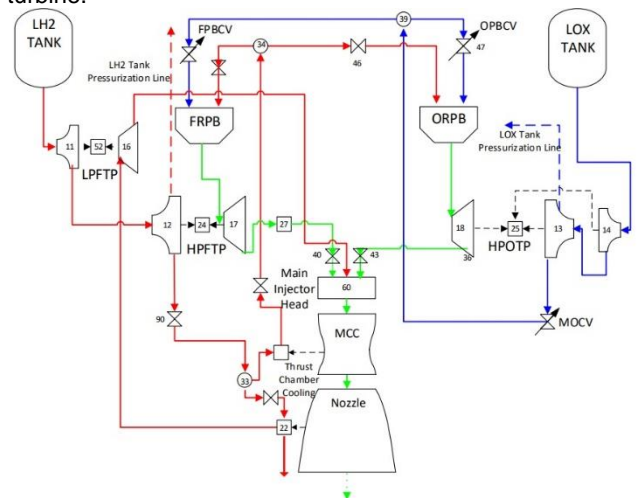 turbine.
LH2
TANK
FPBCV
39
OPBCV
LOX
TANK
LH2 Tank
Pressurization Line
34
46
47
FRPB
ORPB
LOX Tank
Pressurization Line
11
52
16
LPFTP
12
24
17
27
18
25
13
14
HPFTP
HPOTP
36
40
43
Main
Injector
Head
60
90
MOCV
MCC
Thrust
Chamber
Cooling
33
Nozzle
22